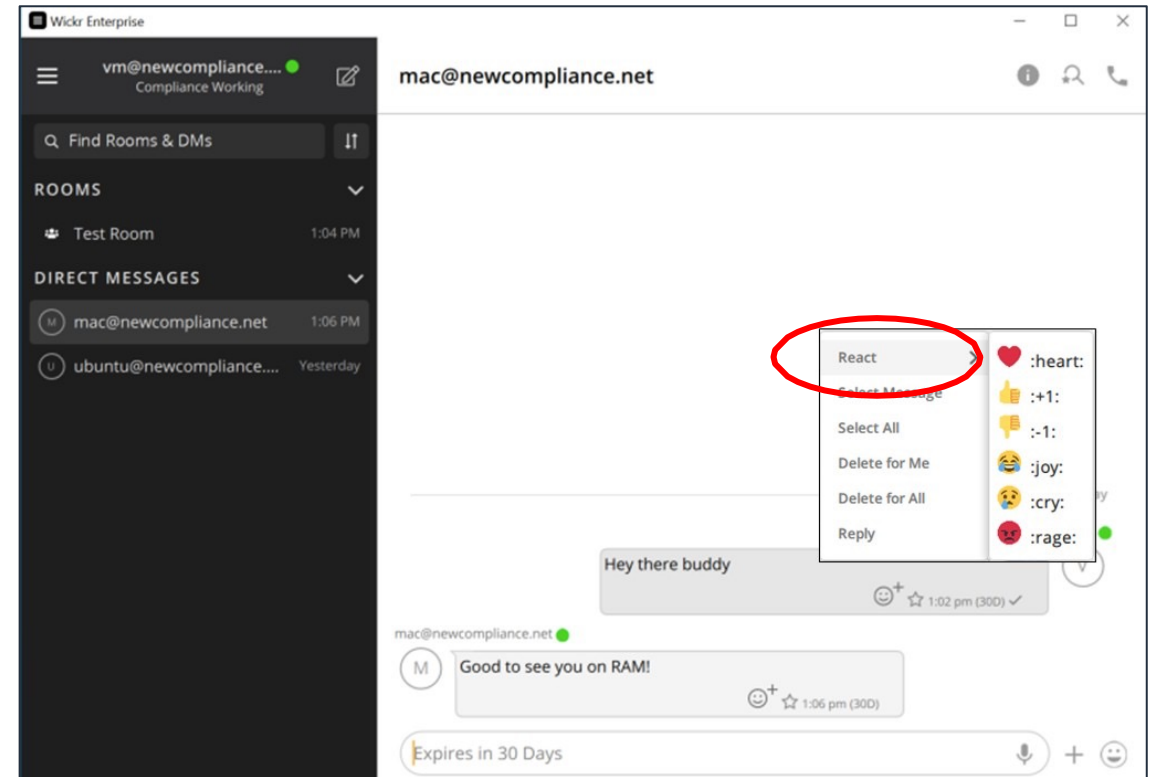 Wickr Enterprise
vm@newcompliance....
Compliance Working
mac@newcompliance.net
Find Rooms & DMs
ROOMS
Test Room 1:04 PM
DIRECT MESSAGES
M mac@newcompliance.net 1:06 PM
U ubuntu@newcompliance.... Yesterday
React
Select Message
Select All
Delete for Me
Delete for All
Reply
:heart:
:+1:
:-1:
:joy:
:cry:
:rage:
Hey there buddy
1:02 pm (30D)
V
mac@newcompliance.net
M
Good to see you on RAM!
1:06 pm (30D)
Expires in 30 Days